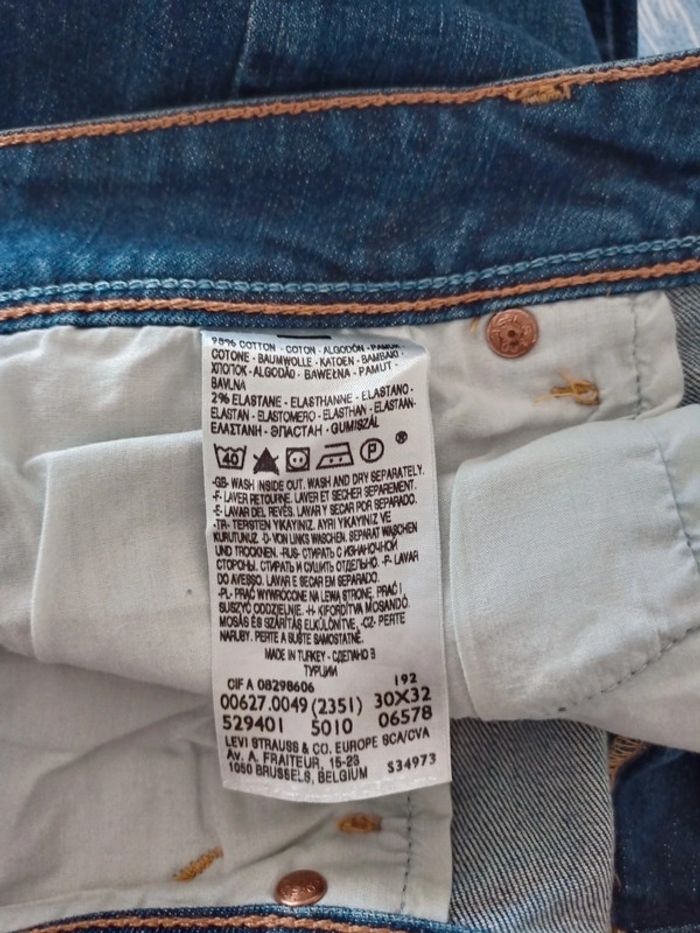 98% COTTON - COTON - ALGODÓN - PAMUK
COTONE - BAUMWOLLE - KATOEN - ΒΑΜΒΑΚΙ -
ХЛОПОК - ALGODÃO - BAWEŁNA - PAMUT -
BAVLNA
2% ELASTANE - ELASTHANNE - ELASTANO -
ELASTAN - ELASTOMERO - ELASTHAN - ELASTAAN-
ΕΛΑΣΤΑΝΗ - ЭЛАСТАН - GUMISZÁL
40 P ®
-GB- WASH INSIDE OUT. WASH AND DRY SEPARATELY.
-F- LAVER RETOURNE. LAVER ET SECHER SEPAREMENT.
-E- LAVAR DEL REVÉS. LAVAR Y SECAR POR SEPARADO.
-TR- TERSTEN YIKAYINIZ. AYRI YIKAYINIZ VE
KURUTUNUZ. -D- VON LINKS WASCHEN. SEPARAT WASCHEN
UND TROCKNEN. -RUS- СТИРАТЬ С ИЗНАНОЧНОЙ
СТОРОНЫ. СТИРАТЬ И СУШИТЬ ОТДЕЛЬНО. -P- LAVAR
DO AVESSO. LAVAR E SECAR EM SEPARADO.
-PL- PRAĆ WYWRÓCONE NA LEWĄ STRONĘ. PRAĆ I
SUSZYĆ ODDZIELNIE. -H- KIFORDÍTVA MOSANDÓ.
MOSÁS ÉS SZÁRÍTÁS ELKÜLÖNÍTVE. -CZ- PERTE
NARUBY. PERTE A SUŠTE SAMOSTATNĚ.
MADE IN TURKEY - СДЕЛАНО В
ТУРЦИИ
CIF A 08298606 192
00627.0049 (2351) 30X32
529401 5010 06578
LEVI STRAUSS & CO. EUROPE SCA/CVA
Av. A. FRAITEUR, 15-23
1050 BRUSSELS, BELGIUM S34973